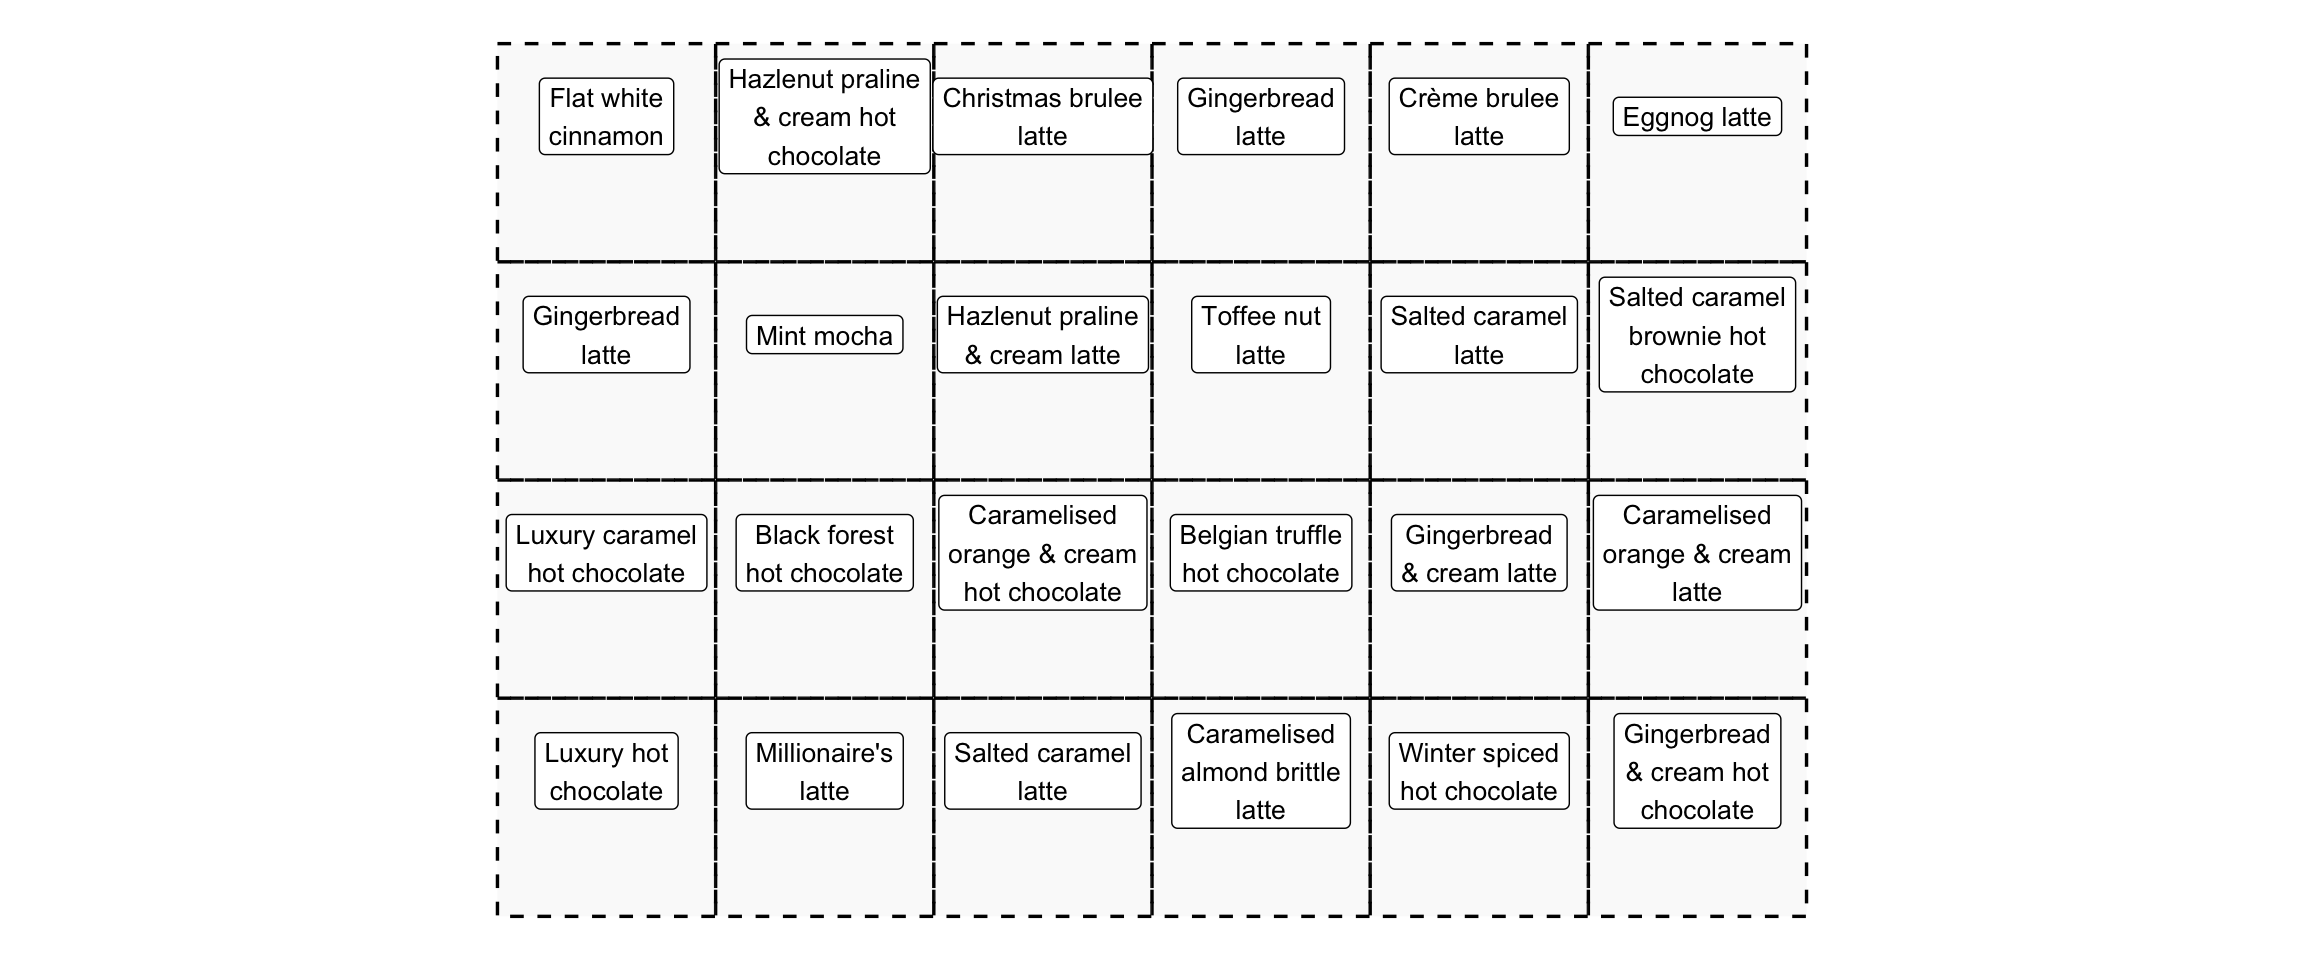 Flat white
cinnamon
Hazlenut praline
& cream hot
chocolate
Christmas brulee
latte
Gingerbread
latte
Crème brulee
latte
Eggnog latte
Gingerbread
latte
Mint mocha
Hazlenut praline
& cream latte
Toffee nut
latte
Salted caramel
latte
Salted caramel
brownie hot
chocolate
Luxury caramel
hot chocolate
Black forest
hot chocolate
Caramelised
orange & cream
hot chocolate
Belgian truffle
hot chocolate
Gingerbread
& cream latte
Caramelised
orange & cream
latte
Luxury hot
chocolate
Millionaire's
latte
Salted caramel
latte
Caramelised
almond brittle
latte
Winter spiced
hot chocolate
Gingerbread
& cream hot
chocolate